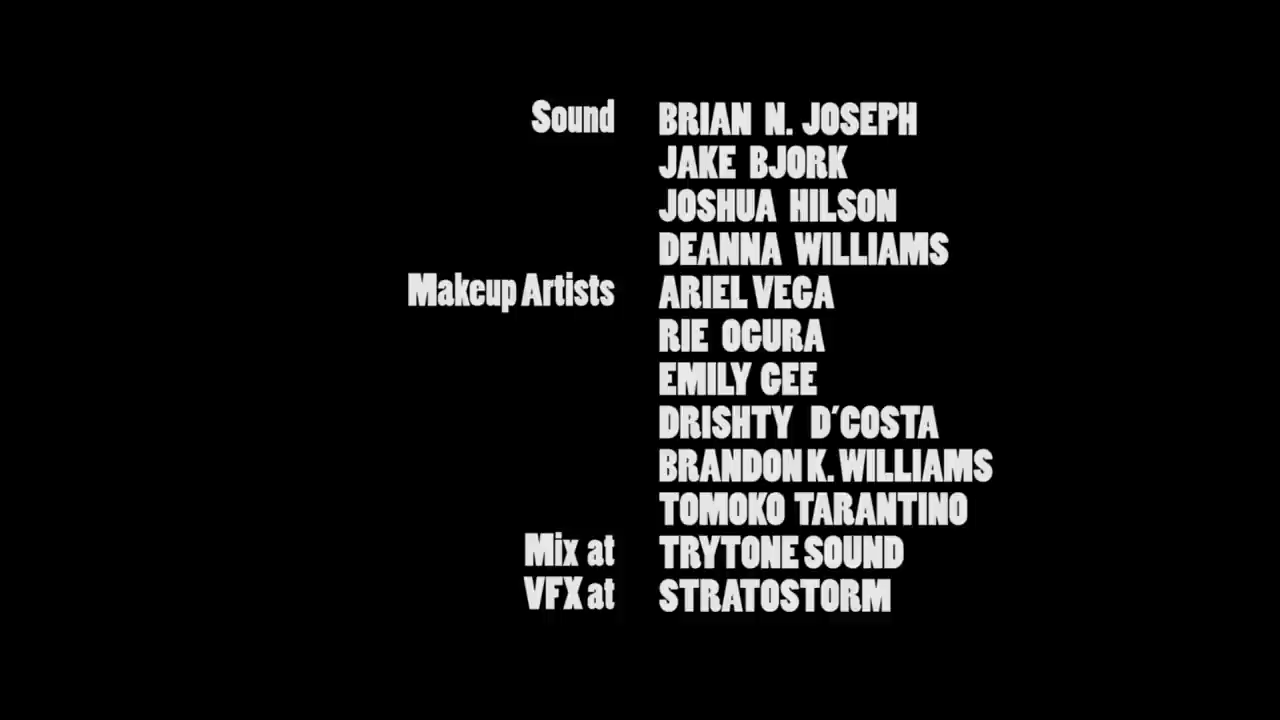 Sound BRIAN N. JOSEPH
JAKE BJORK
JOSHUA HILSON
DEANNA WILLIAMS
Makeup Artists ARIEL VEGA
RIE OGURA
EMILY GEE
DRISHTY D'COSTA
BRANDON K. WILLIAMS
TOMOKO TARANTINO
Mix at TRYTONE SOUND
VFX at STRATOSTORM